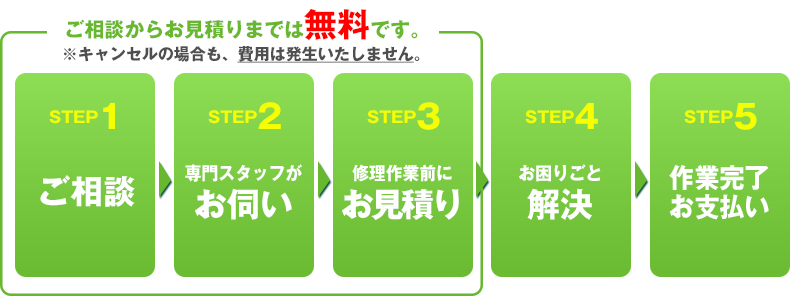 ご相談からお見積りまでは無料です。
※キャンセルの場合も、費用は発生いたしません。
STEP1
ご相談
STEP2
専門スタッフが
お伺い
STEP3
修理作業前に
お見積り
STEP4
お困りごと
解決
STEP5
作業完了
お支払い